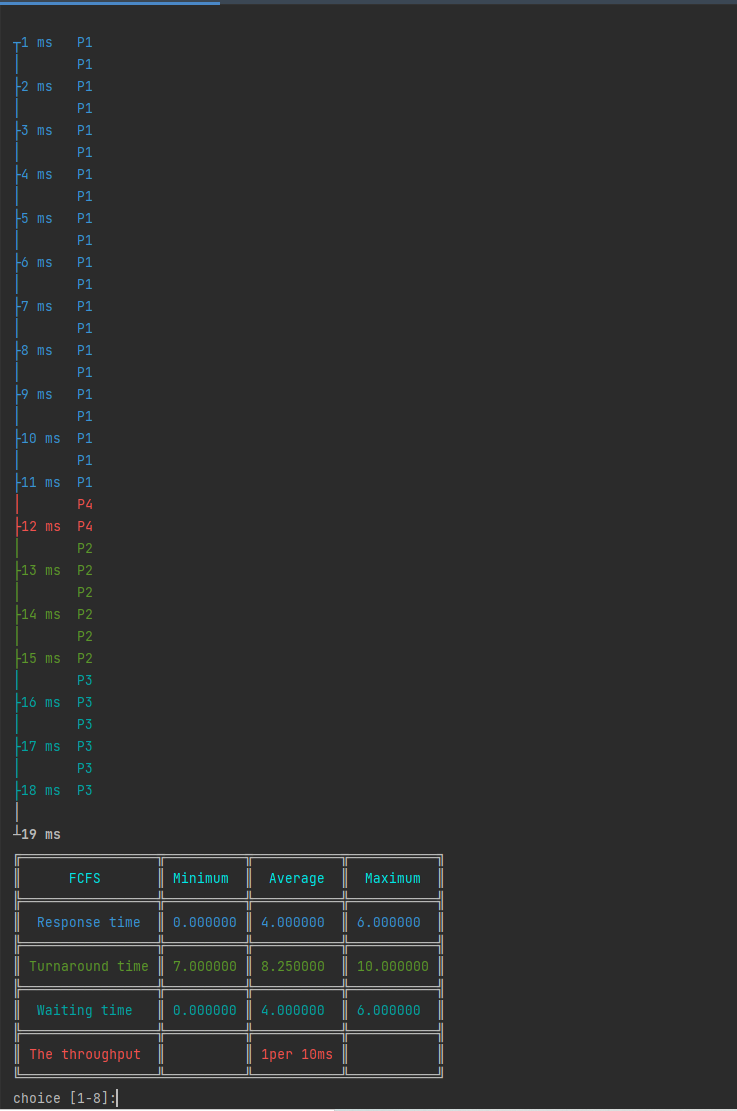 1 ms P1
P1
2 ms P1
P1
3 ms P1
P1
4 ms P1
P1
5 ms P1
P1
6 ms P1
P1
7 ms P1
P1
8 ms P1
P1
9 ms P1
P1
10 ms P1
P1
11 ms P1
P4
12 ms P4
P2
13 ms P2
P2
14 ms P2
P2
15 ms P2
P3
16 ms P3
P3
17 ms P3
P3
18 ms P3
19 ms
FCFS Minimum Average Maximum
Response time 0.000000 4.000000 6.000000
Turnaround time 7.000000 8.250000 10.000000
Waiting time 0.000000 4.000000 6.000000
The throughput 1per 10ms
choice [1-8]: